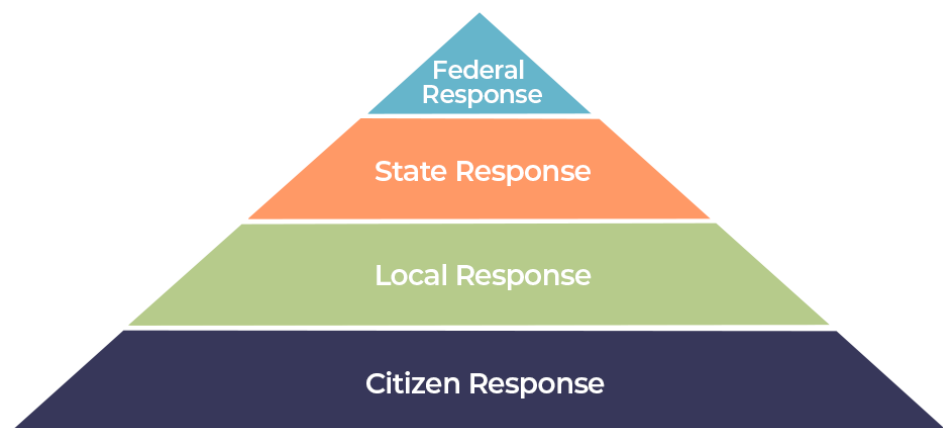 Federal
Response
State Response
Local Response
Citizen Response